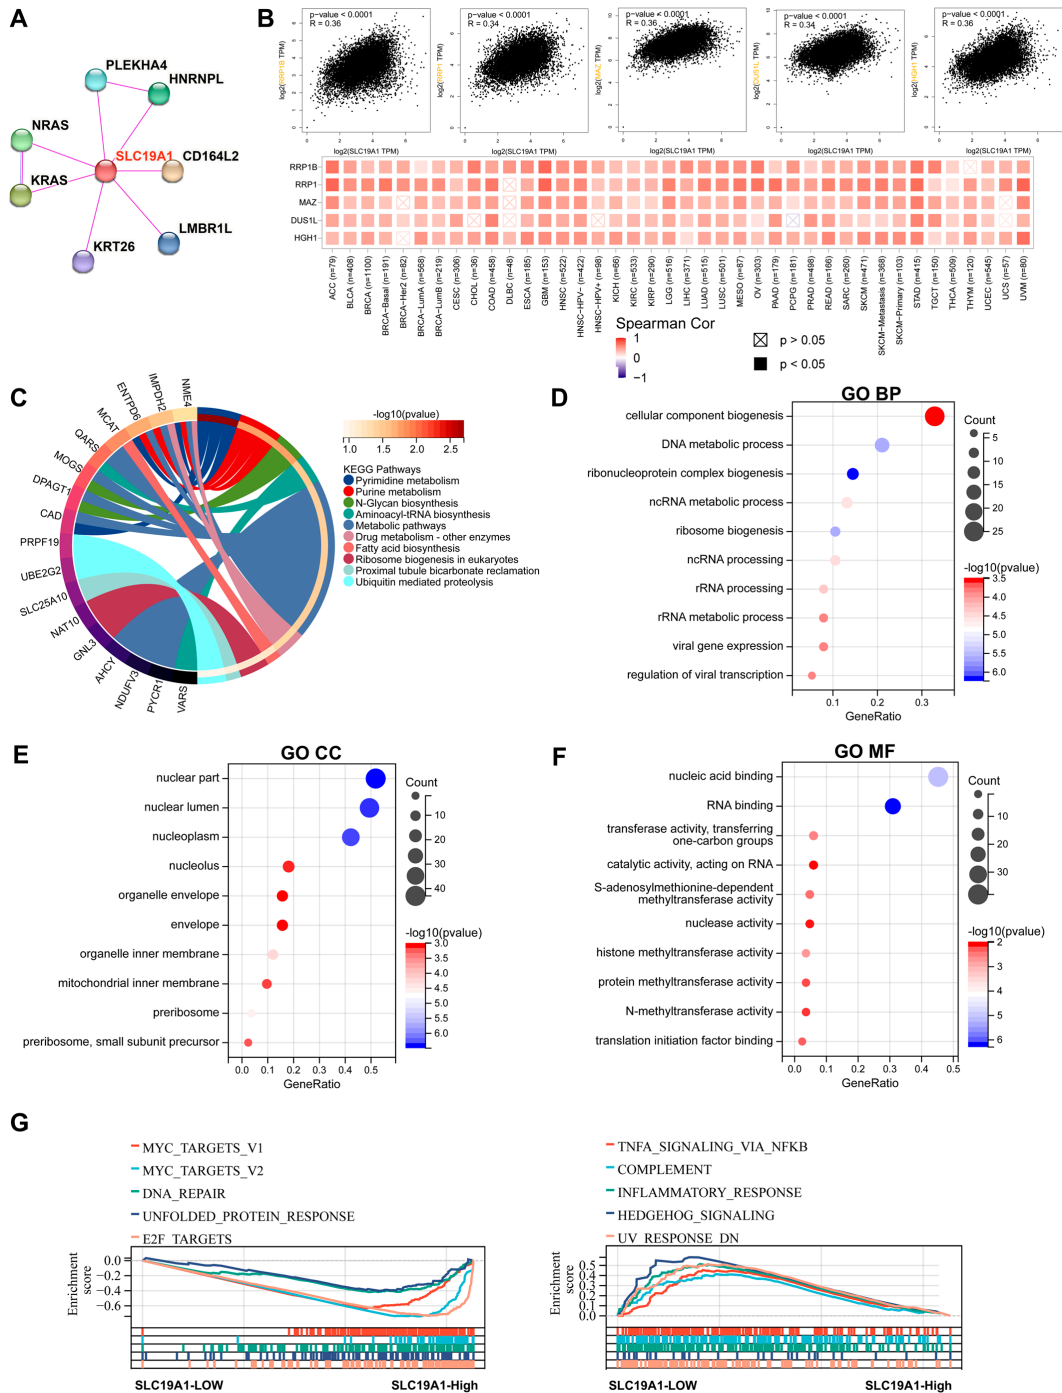 A
PLEKHA4
HNRNPL
NRAS
SLC19A1
CD164L2
KRAS
LMBR1L
KRT26
B
p-value < 0.0001
R = 0.36
log2(RRP1B TPM)
log2(SLC19A1 TPM)
p-value < 0.0001
R = 0.34
log2(RRP1 TPM)
log2(SLC19A1 TPM)
p-value < 0.0001
R = 0.36
log2(MAZ TPM)
log2(SLC19A1 TPM)
p-value < 0.0001
R = 0.34
log2(DUS1L TPM)
log2(SLC19A1 TPM)
p-value < 0.0001
R = 0.36
log2(HGH1 TPM)
log2(SLC19A1 TPM)
RRP1B
RRP1
MAZ
DUS1L
HGH1
ACC (n=79)
BLCA (n=408)
BRCA (n=1100)
BRCA-Basal (n=191)
BRCA-Her2 (n=82)
BRCA-LumA (n=568)
BRCA-LumB (n=219)
CESC (n=306)
CHOL (n=36)
COAD (n=458)
DLBC (n=48)
ESCA (n=185)
GBM (n=153)
HNSC (n=522)
HNSC-HPV- (n=422)
HNSC-HPV+ (n=98)
KICH (n=66)
KIRC (n=533)
KIRP (n=290)
LGG (n=516)
LIHC (n=371)
LUAD (n=515)
LUSC (n=501)
MESO (n=87)
OV (n=303)
PAAD (n=179)
PCPG (n=181)
PRAD (n=498)
READ (n=166)
SARC (n=260)
SKCM (n=471)
SKCM-Metastasis (n=368)
SKCM-Primary (n=103)
STAD (n=415)
TGCT (n=150)
THCA (n=509)
THYM (n=120)
UCEC (n=545)
UCS (n=57)
UVM (n=80)
Spearman Cor
1
0
−1
p > 0.05
p < 0.05
C
NME4
IMPDH2
ENTPD6
MCAT
QARS
MOGS
DPAGT1
CAD
PRPF19
UBE2G2
SLC25A10
NAT10
GNL3
AHCY
NDUFV3
PYCR1
VARS
-log10(pvalue)
1.0 1.5 2.0 2.5
KEGG Pathways
Pyrimidine metabolism
Purine metabolism
N-Glycan biosynthesis
Aminoacyl-tRNA biosynthesis
Metabolic pathways
Drug metabolism - other enzymes
Fatty acid biosynthesis
Ribosome biogenesis in eukaryotes
Proximal tubule bicarbonate reclamation
Ubiquitin mediated proteolysis
D
GO BP
cellular component biogenesis
DNA metabolic process
ribonucleoprotein complex biogenesis
ncRNA metabolic process
ribosome biogenesis
ncRNA processing
rRNA processing
rRNA metabolic process
viral gene expression
regulation of viral transcription
0.1 0.2 0.3
GeneRatio
Count
5
10
15
20
25
-log10(pvalue)
3.5
4.0
4.5
5.0
5.5
6.0
E
GO CC
nuclear part
nuclear lumen
nucleoplasm
nucleolus
organelle envelope
envelope
organelle inner membrane
mitochondrial inner membrane
preribosome
preribosome, small subunit precursor
0.0 0.1 0.2 0.3 0.4 0.5
GeneRatio
Count
10
20
30
40
-log10(pvalue)
3.0
3.5
4.0
4.5
5.0
5.5
6.0
F
GO MF
nucleic acid binding
RNA binding
transferase activity, transferring
one-carbon groups
catalytic activity, acting on RNA
S-adenosylmethionine-dependent
methyltransferase activity
nuclease activity
histone methyltransferase activity
protein methyltransferase activity
N-methyltransferase activity
translation initiation factor binding
0.0 0.1 0.2 0.3 0.4 0.5
GeneRatio
Count
10
20
30
-log10(pvalue)
2
3
4
5
6
G
MYC_TARGETS_V1
MYC_TARGETS_V2
DNA_REPAIR
UNFOLDED_PROTEIN_RESPONSE
E2F_TARGETS
Enrichment
score
0.0
−0.2
−0.4
−0.6
SLC19A1-LOW
SLC19A1-High
TNFA_SIGNALING_VIA_NFKB
COMPLEMENT
INFLAMMATORY_RESPONSE
HEDGEHOG_SIGNALING
UV_RESPONSE_DN
Enrichment
score
0.5
0.4
0.3
0.2
0.1
0.0
SLC19A1-LOW
SLC19A1-High